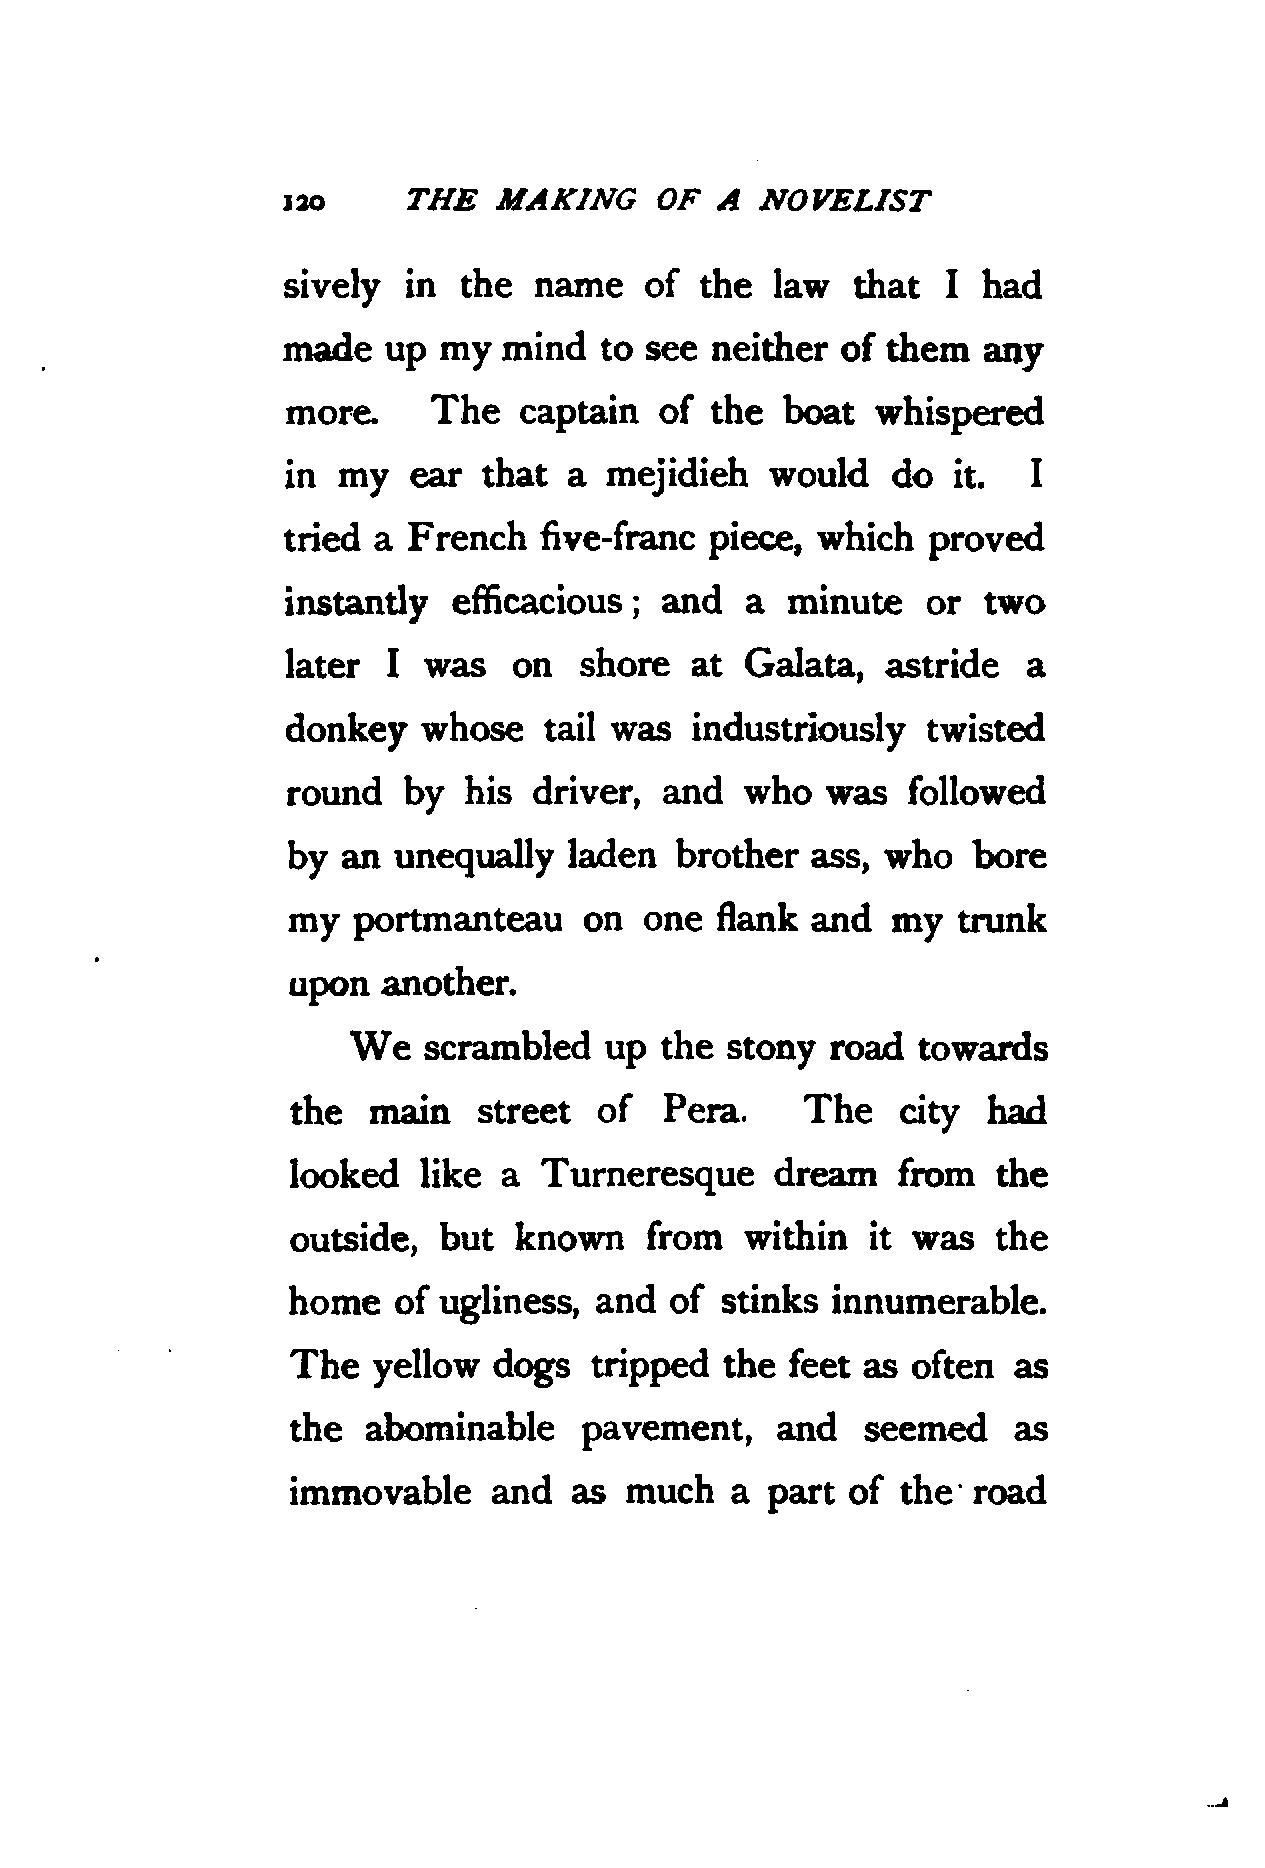 120 THE MAKING OF A NOVELIST
sively in the name of the law that I had
made up my mind to see neither of them any
more. The captain of the boat whispered
in my ear that a mejidieh would do it. I
tried a French five-franc piece, which proved
instantly efficacious; and a minute or two
later I was on shore at Galata, astride a
donkey whose tail was industriously twisted
round by his driver, and who was followed
by an unequally laden brother ass, who bore
my portmanteau on one flank and my trunk
upon another.
We scrambled up the stony road towards
the main street of Pera. The city had
looked like a Turneresque dream from the
outside, but known from within it was the
home of ugliness, and of stinks innumerable.
The yellow dogs tripped the feet as often as
the abominable pavement, and seemed as
immovable and as much a part of the road